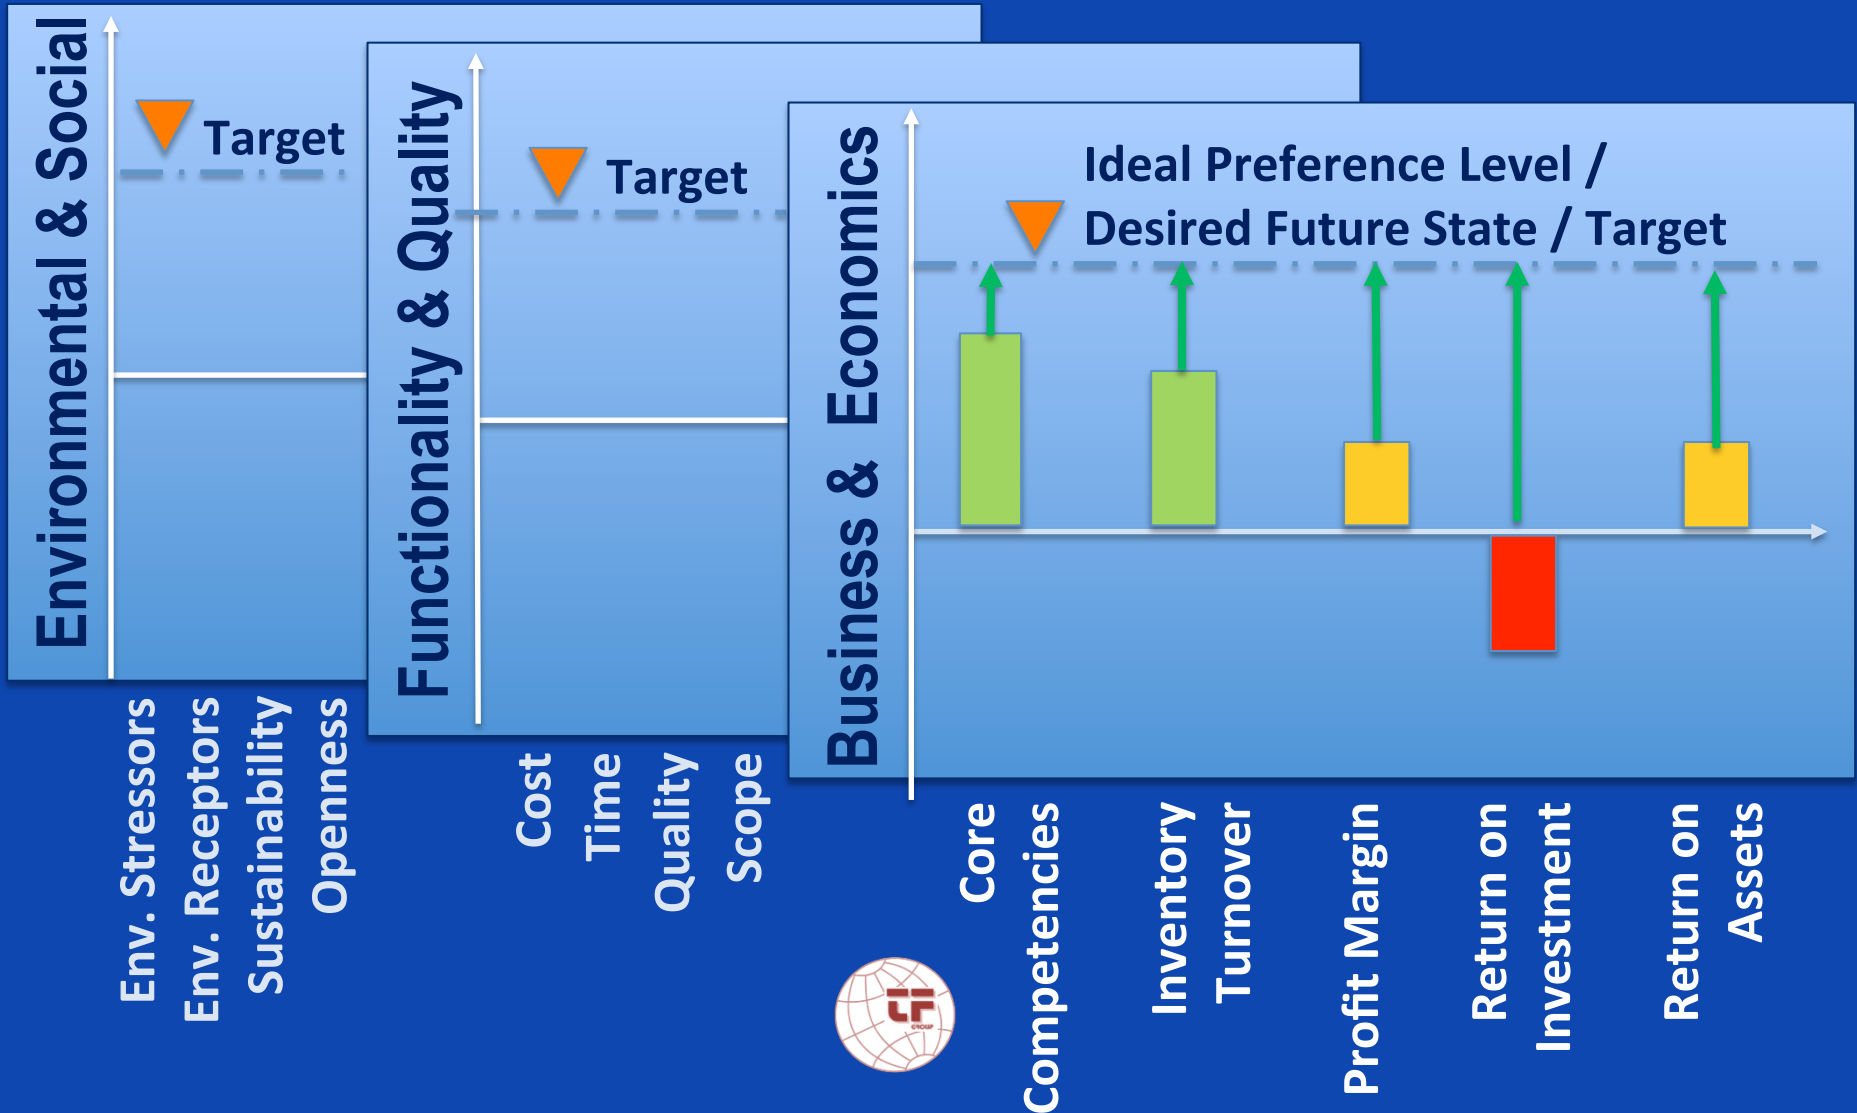 Environmental & Social
Target
Env. Stressors
Env. Receptors
Sustainability
Openness
Functionality & Quality
Target
Cost
Time
Quality
Scope
Business & Economics
Ideal Preference Level /
Desired Future State / Target
Core
Competencies
Inventory
Turnover
Profit Margin
Return on
Investment
Return on
Assets
GROUP